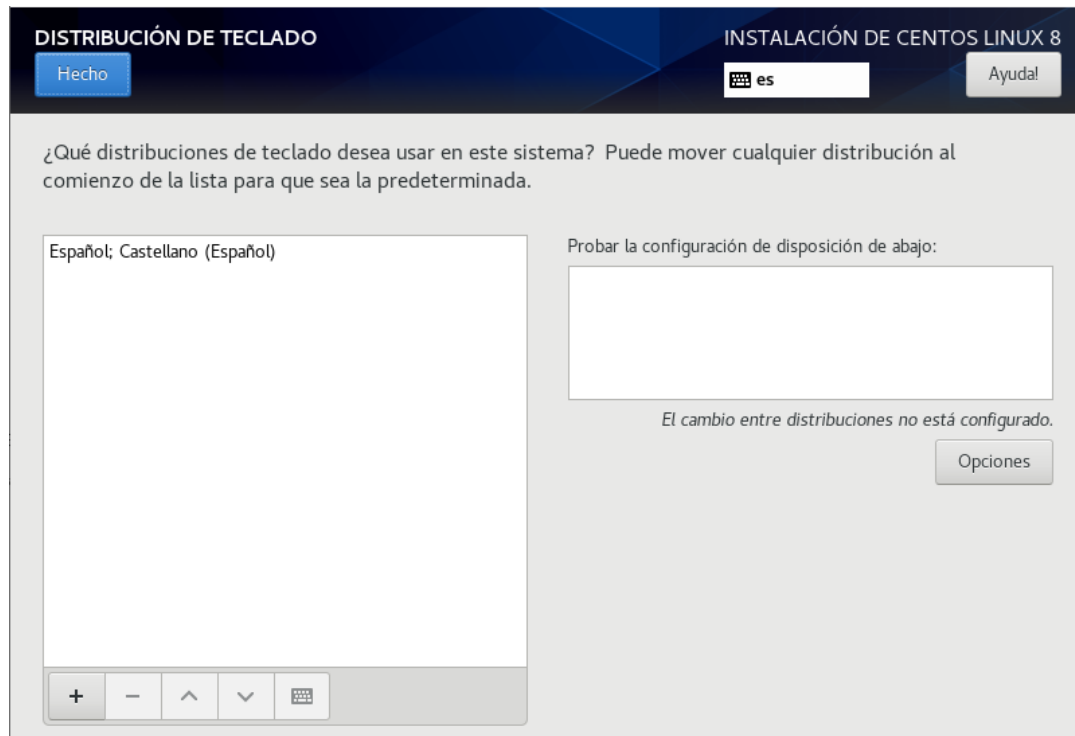 DISTRIBUCIÓN DE TECLADO
INSTALACIÓN DE CENTOS LINUX 8
Hecho
es
Ayuda!
¿Qué distribuciones de teclado desea usar en este sistema? Puede mover cualquier distribución al
comienzo de la lista para que sea la predeterminada.
Español; Castellano (Español)
Probar la configuración de disposición de abajo:
El cambio entre distribuciones no está configurado.
Opciones